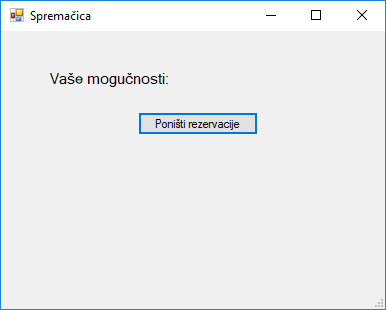 Spremačica
Vaše mogučnosti:
Poništi rezervacije